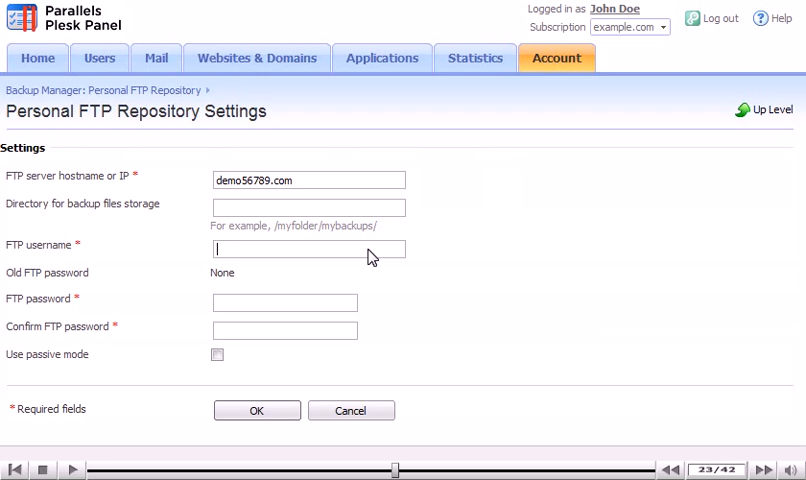 Parallels
Plesk Panel
Logged in as John Doe
Subscription example.com
Log out
Help
Home
Users
Mail
Websites & Domains
Applications
Statistics
Account
Backup Manager: Personal FTP Repository
Personal FTP Repository Settings
Up Level
Settings
FTP server hostname or IP *
demo56789.com
Directory for backup files storage
For example, /myfolder/mybackups/
FTP username *
Old FTP password
None
FTP password *
Confirm FTP password *
Use passive mode
* Required fields
OK
Cancel
23/42